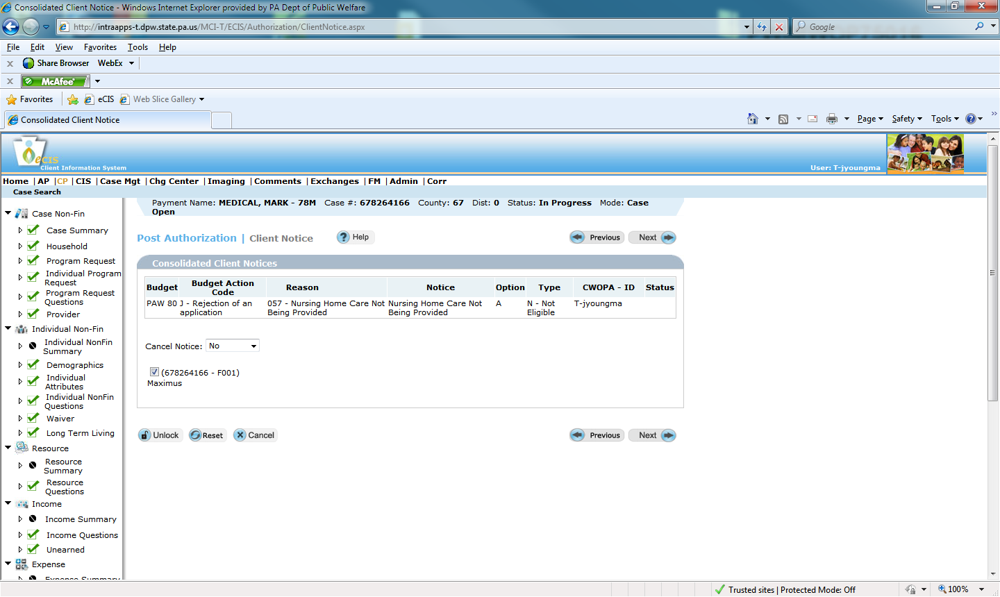 Consolidated Client Notice - Windows Internet Explorer provided by PA Dept of Public Welfare
http://intraapps-t.dpw.state.pa.us/MCI-T/ECIS/Authorization/ClientNotice.aspx
Google
File Edit View Favorites Tools Help
x Share Browser WebEx
x McAfee
Favorites eCIS Web Slice Gallery
Consolidated Client Notice
Page Safety Tools
eCIS
Client Information System
User: T-jyoungma
Home | AP | CP | CIS | Case Mgt | Chg Center | Imaging | Comments | Exchanges | FM | Admin | Corr
Case Search
Case Non-Fin
Case Summary
Household
Program Request
Individual Program
Request
Program Request
Questions
Provider
Individual Non-Fin
Individual NonFin
Summary
Demographics
Individual
Attributes
Individual NonFin
Questions
Waiver
Long Term Living
Resource
Resource
Summary
Resource
Questions
Income
Income Summary
Income Questions
Unearned
Expense
Expense Summary
Payment Name: MEDICAL, MARK - 78M Case #: 678264166 County: 67 Dist: 0 Status: In Progress Mode: Case
Open
Post Authorization | Client Notice
Help
Previous
Next
Consolidated Client Notices
Budget Budget Action Code Reason Notice Option Type CWOPA - ID Status
PAW 80 J - Rejection of an 057 - Nursing Home Care Not Nursing Home Care Not A N - Not T-jyoungma
application Being Provided Being Provided Eligible
Cancel Notice: No
(678264166 - F001)
Maximus
Unlock Reset Cancel Previous Next
Trusted sites | Protected Mode: Off
100%